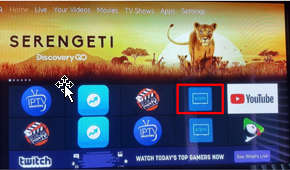 Home Live Your Videos Movies TV Shows Apps Settings
SERENGETI
Discovery GO
IPTV
YouTube
IPTV
twitch
WATCH TODAY'S TOP GAMERS NOW
See What's Live